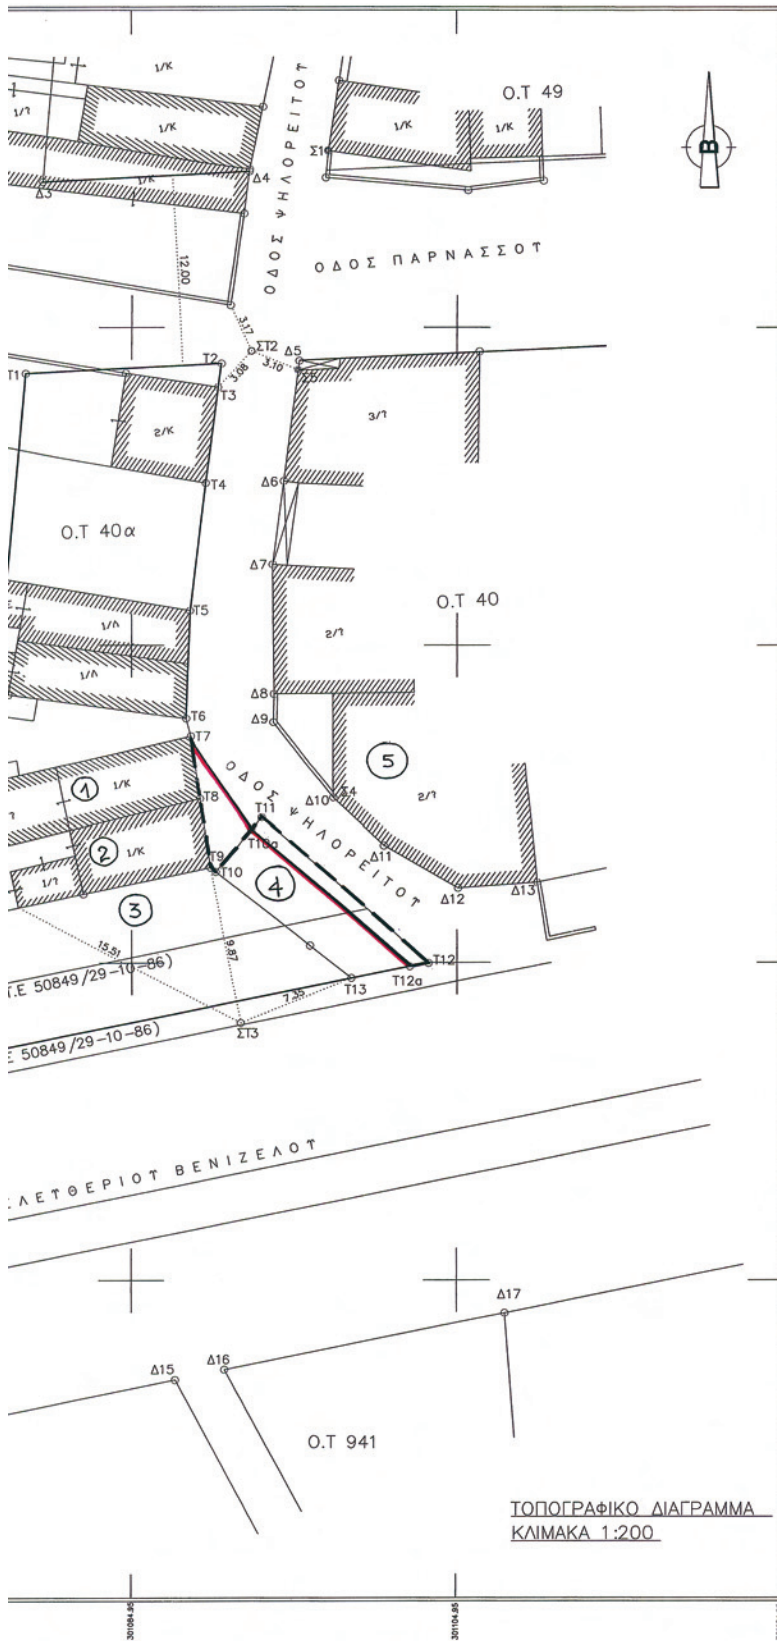 1/Κ
Ο.Τ 49
1/?
1/Κ
1/Κ
1/Κ
Σ1
Δ4
Δ3
1/Κ
ΟΔΟΣ ΨΗΛΟΡΕΙΤΟΥ
Β
ΟΔΟΣ ΠΑΡΝΑΣΣΟΥ
12.00
3.17
ΣΤ2
Δ5
3.10
Σ5
Τ1
Τ2
3.08
Τ3
2/Κ
3/?
Τ4
Δ6
Ο.Τ 40α
Δ7
Ο.Τ 40
Τ5
1/Λ
2/?
1/Λ
Δ8
Τ6
Δ9
Τ7
ΟΔΟΣ ΨΗΛΟΡΕΙΤΟΥ
5
1
1/Κ
Τ8
Δ10
Σ4
2/?
Τ11
Τ10α
2
1/Κ
Δ11
Τ9
Τ10
1/?
4
Δ12
Δ13
3
15.51
9.87
Τ12
Τ.Ε 50849/29-10-86)
Τ12α
Τ13
7.35
Ε 50849/29-10-86)
ΣΤ3
ΕΛΕΥΘΕΡΙΟΥ ΒΕΝΙΖΕΛΟΥ
Δ17
Δ16
Δ15
Ο.Τ 941
ΤΟΠΟΓΡΑΦΙΚΟ ΔΙΑΓΡΑΜΜΑ
ΚΛΙΜΑΚΑ 1:200
301084.95
301104.95